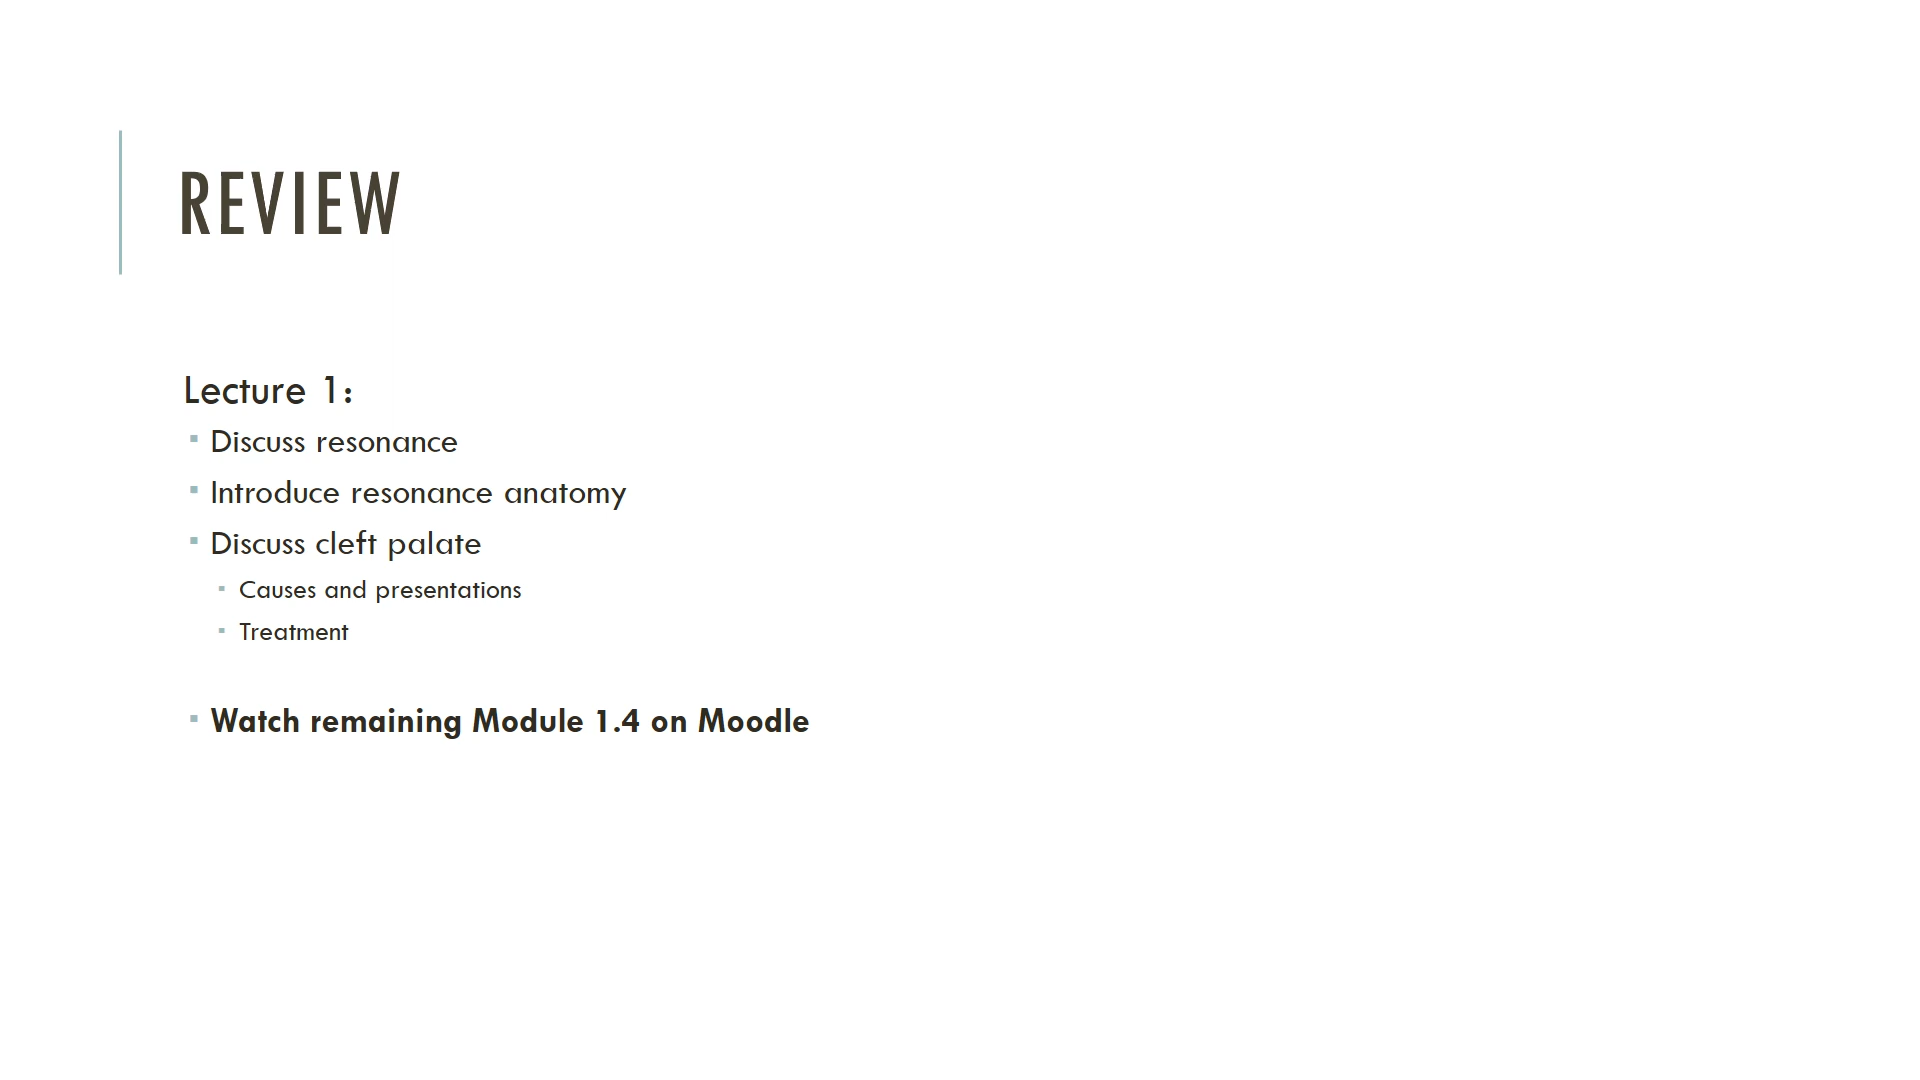 REVIEW
Lecture 1:
▪ Discuss resonance
▪ Introduce resonance anatomy
▪ Discuss cleft palate
▪ Causes and presentations
▪ Treatment
▪ Watch remaining Module 1.4 on Moodle